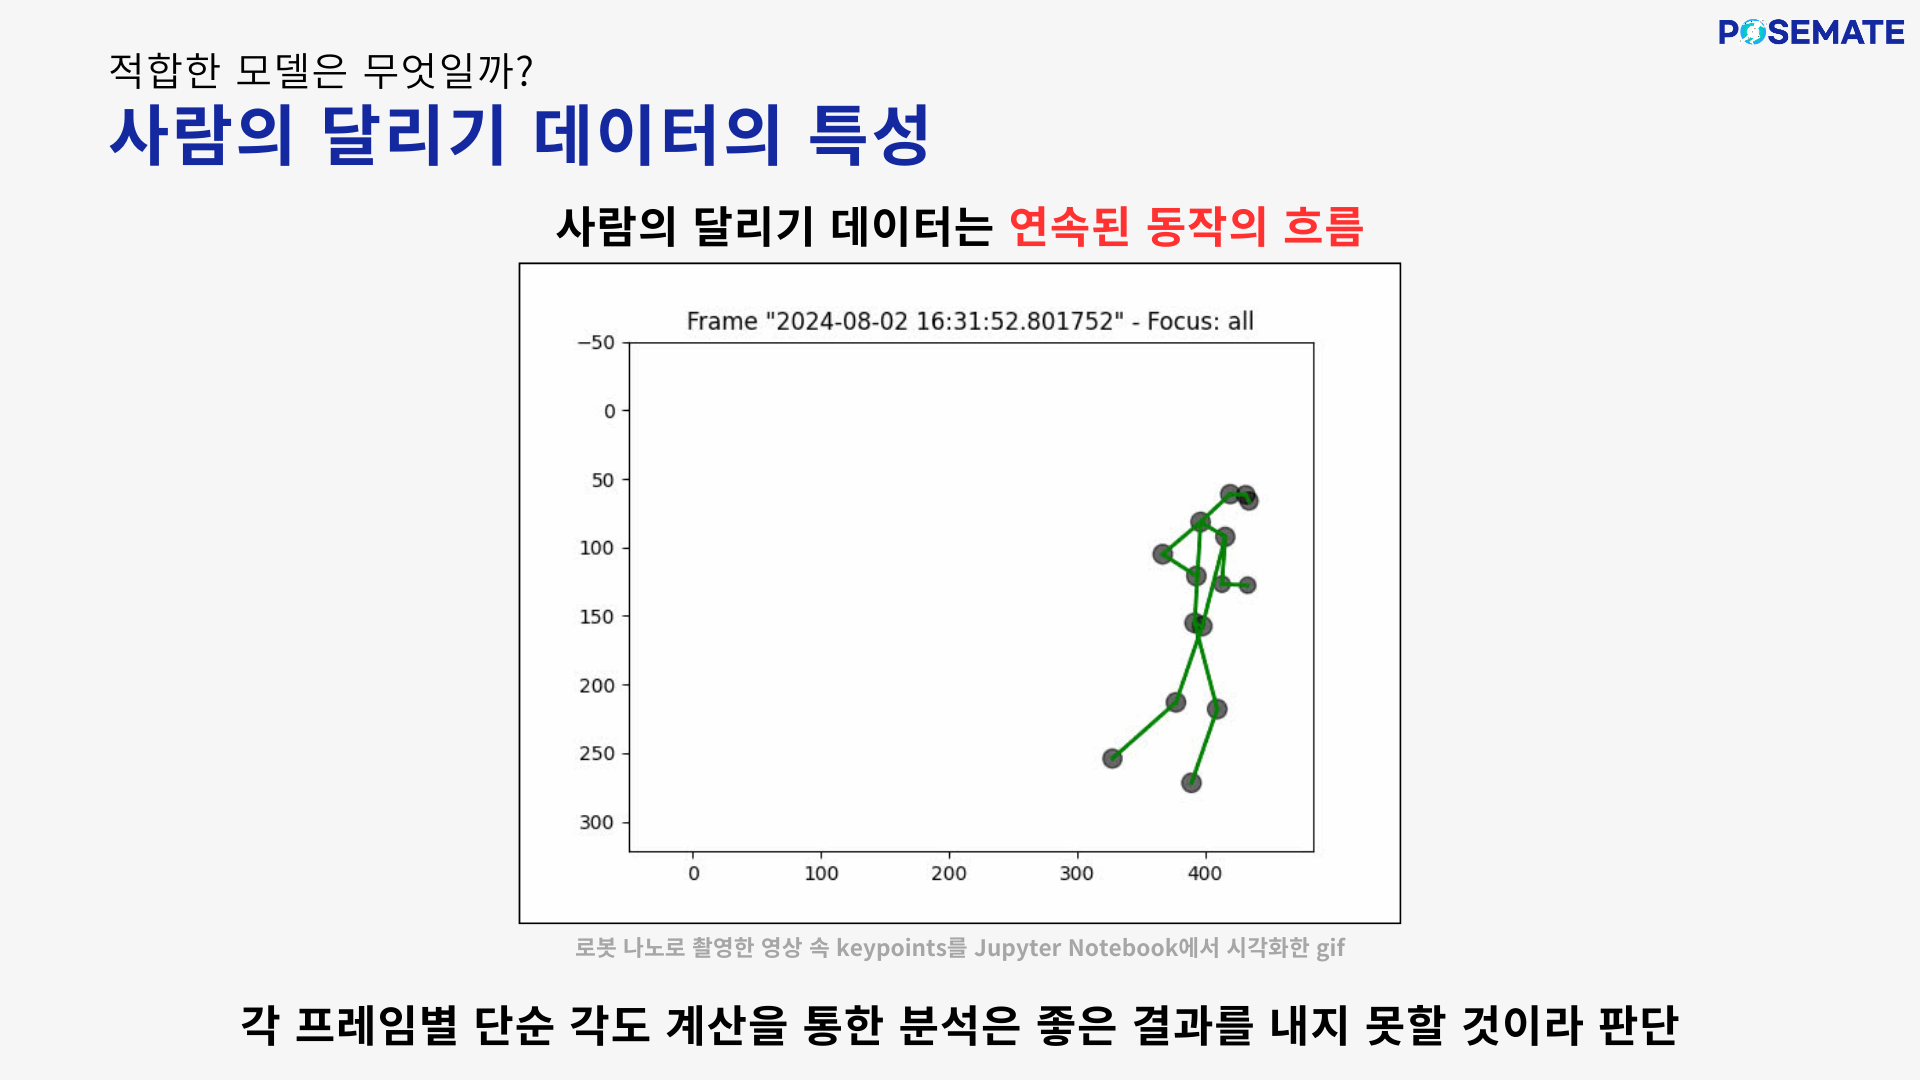 POSEMATE
적합한 모델은 무엇일까?
사람의 달리기 데이터의 특성
사람의 달리기 데이터는 연속된 동작의 흐름
Frame "2024-08-02 16:31:52.801752" - Focus: all
−50
0
50
100
150
200
250
300
0 100 200 300 400
로봇 나노로 촬영한 영상 속 keypoints를 Jupyter Notebook에서 시각화한 gif
각 프레임별 단순 각도 계산을 통한 분석은 좋은 결과를 내지 못할 것이라 판단